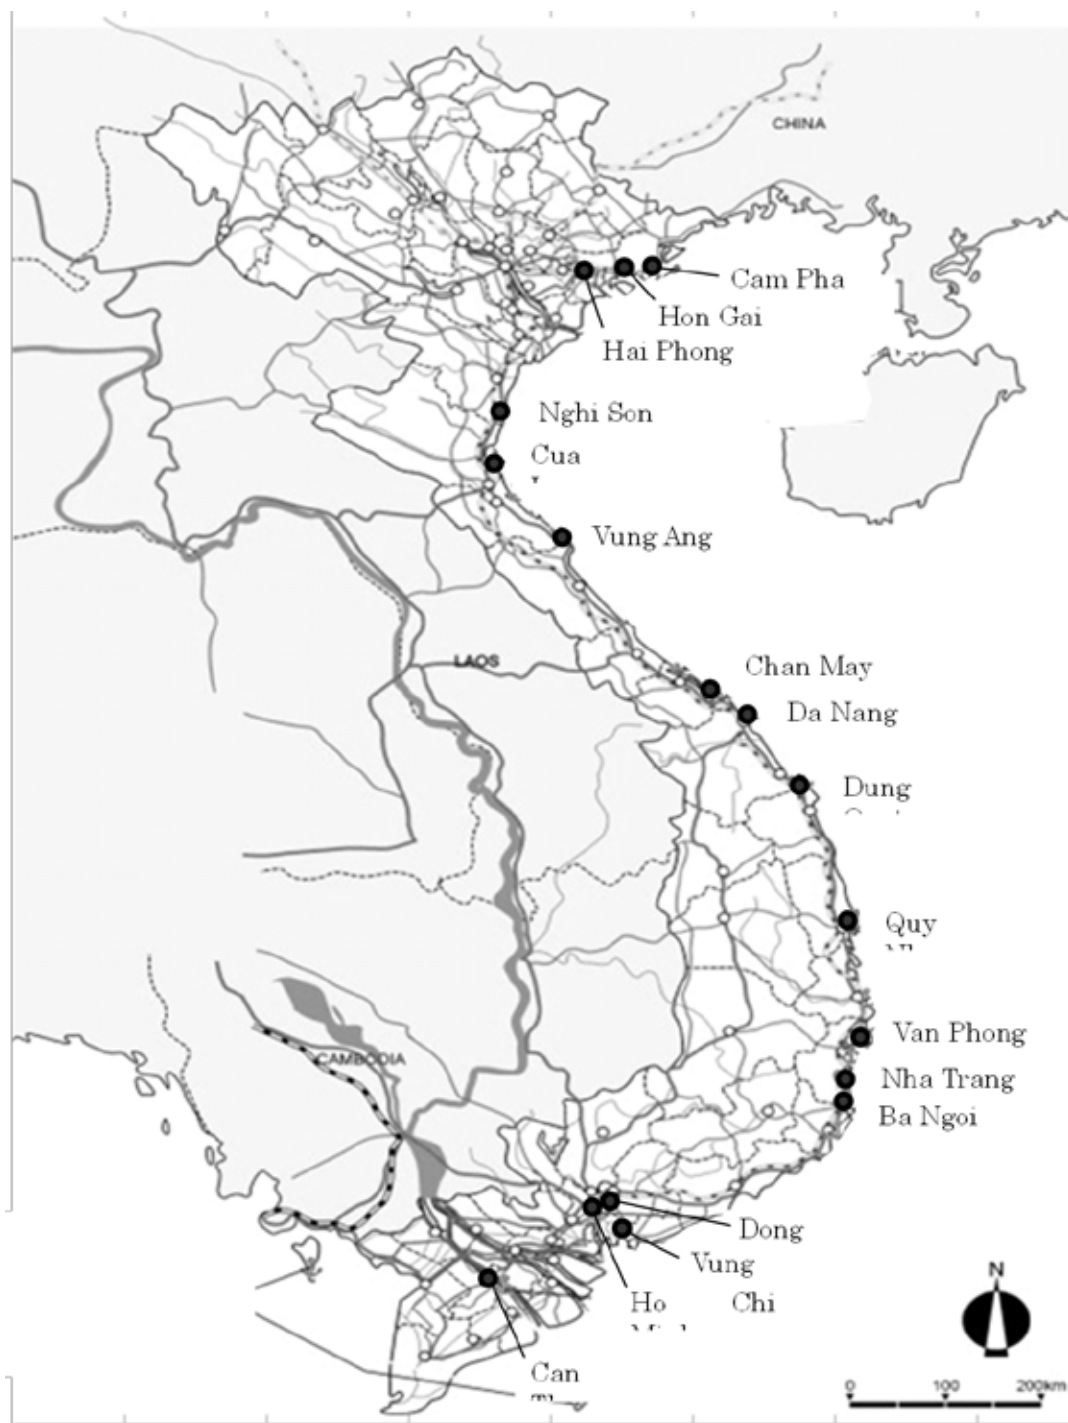 CHINA
Cam Pha
Hon Gai
Hai Phong
Nghi Son
Cua
Vung Ang
LAOS
Chan May
Da Nang
Dung
Quy
Van Phong
CAMBODIA
Nha Trang
Ba Ngoi
Dong
Vung
Ho Chi
Can
N
0 100 200km